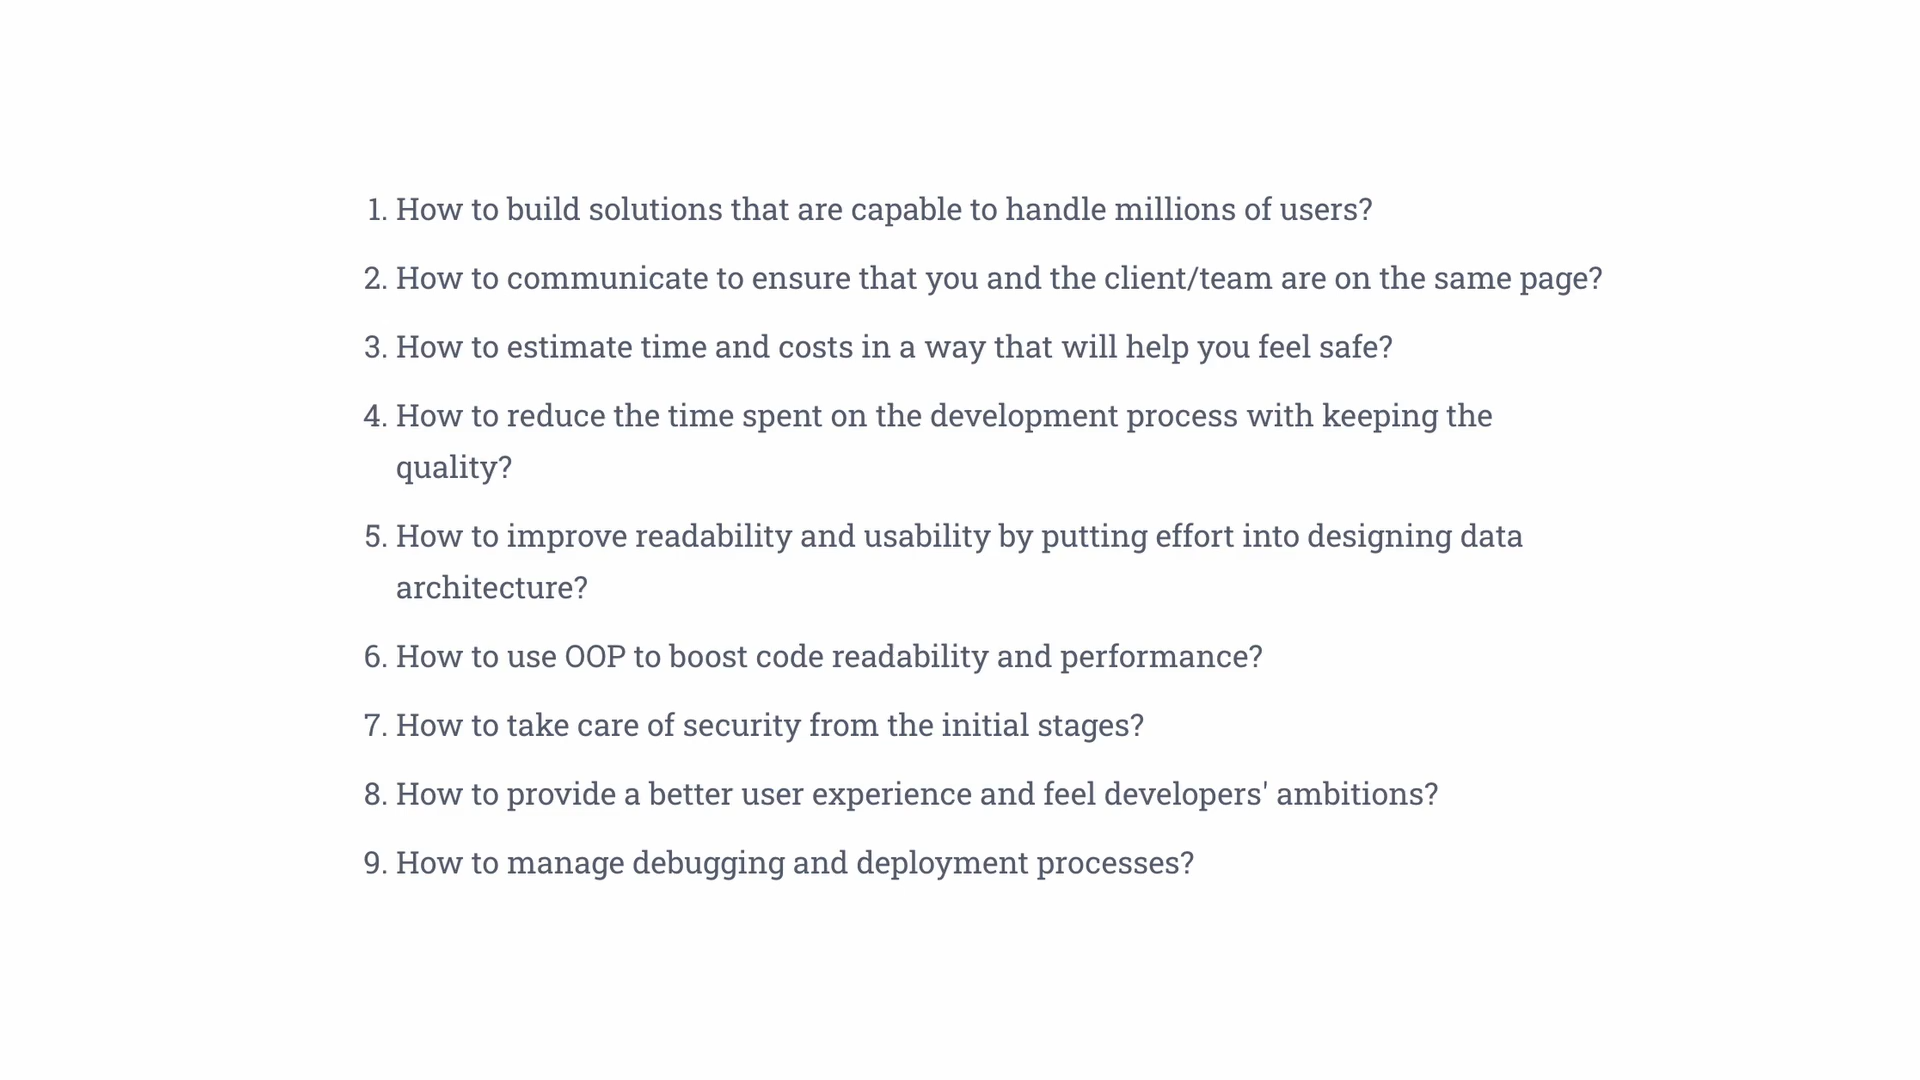 1. How to build solutions that are capable to handle millions of users?
2. How to communicate to ensure that you and the client/team are on the same page?
3. How to estimate time and costs in a way that will help you feel safe?
4. How to reduce the time spent on the development process with keeping the
quality?
5. How to improve readability and usability by putting effort into designing data
architecture?
6. How to use OOP to boost code readability and performance?
7. How to take care of security from the initial stages?
8. How to provide a better user experience and feel developers' ambitions?
9. How to manage debugging and deployment processes?